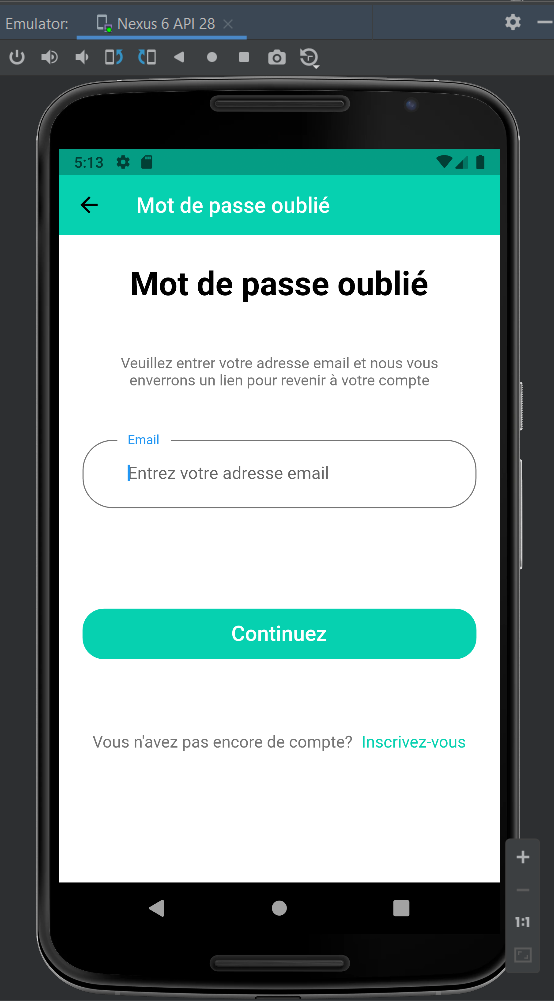 Emulator: Nexus 6 API 28
5:13
Mot de passe oublié
Mot de passe oublié
Veuillez entrer votre adresse email et nous vous
enverrons un lien pour revenir à votre compte
Email
Entrez votre adresse email
Continuez
Vous n'avez pas encore de compte? Inscrivez-vous
1:1